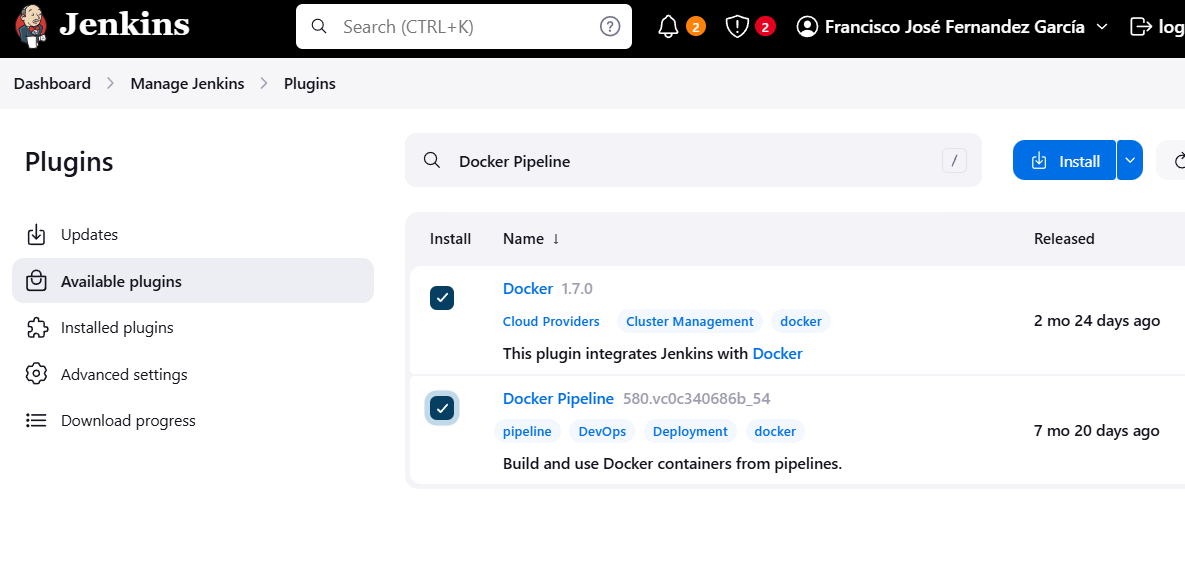 Jenkins
Search (CTRL+K)
2
2
Francisco José Fernandez García
log
Dashboard
Manage Jenkins
Plugins
Plugins
Docker Pipeline
/
Install
Updates
Available plugins
Installed plugins
Advanced settings
Download progress
Install Name ↓ Released
Docker 1.7.0
Cloud Providers Cluster Management docker
2 mo 24 days ago
This plugin integrates Jenkins with Docker
Docker Pipeline 580.vc0c340686b_54
pipeline DevOps Deployment docker
7 mo 20 days ago
Build and use Docker containers from pipelines.